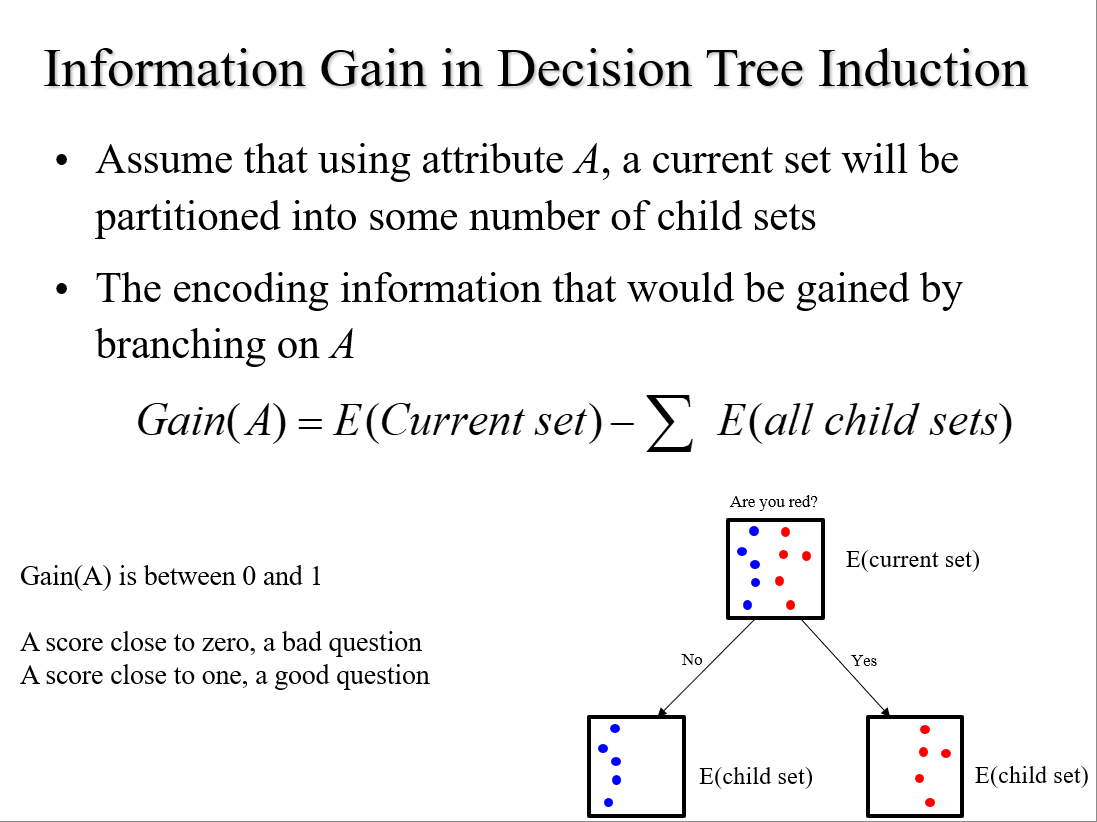 Information Gain in Decision Tree Induction
• Assume that using attribute A, a current set will be
partitioned into some number of child sets
• The encoding information that would be gained by
branching on A
Gain(A) = E(Current set) – ∑ E(all child sets)
Are you red?
E(current set)
Gain(A) is between 0 and 1
A score close to zero, a bad question
A score close to one, a good question
No
Yes
E(child set)
E(child set)